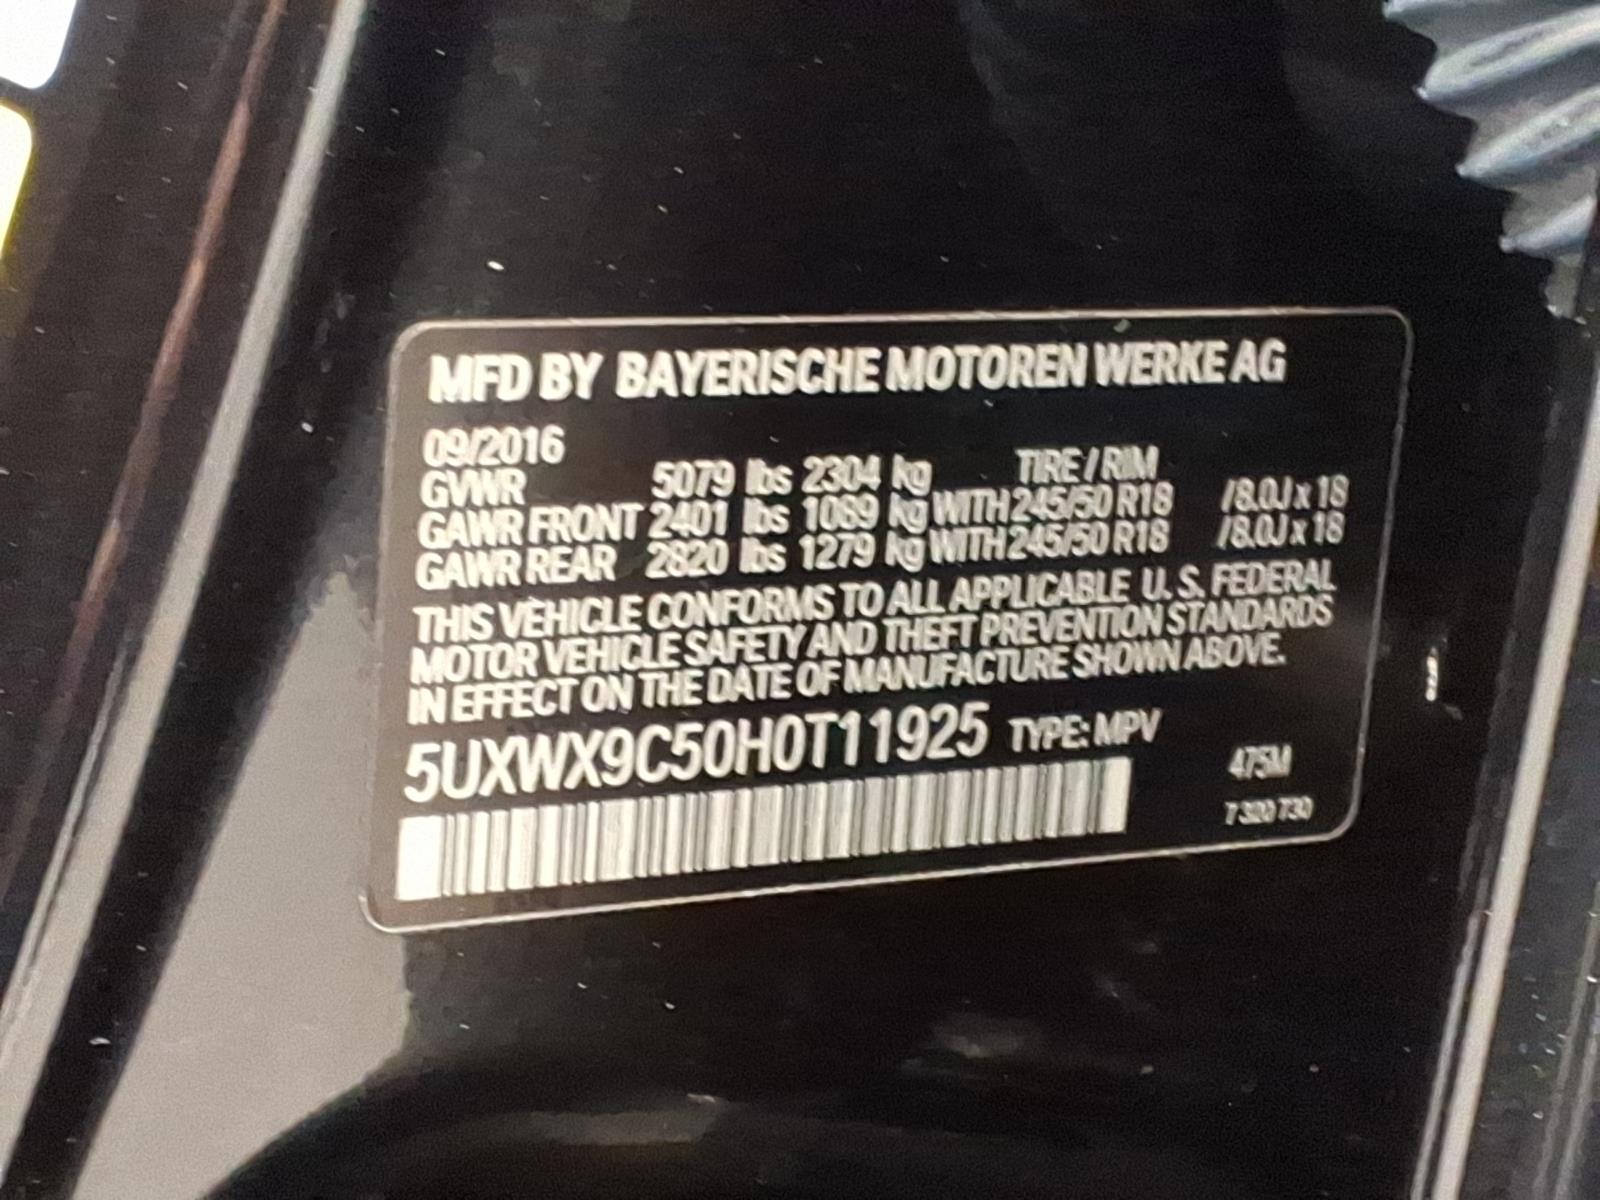 MFD BY BAYERISCHE MOTOREN WERKE AG
09/2016
TIRE / RIM
GVWR 5079 lbs 2304 kg
GAWR FRONT 2401 lbs 1089 kg WITH 245/50 R18 /8.0J x 18
GAWR REAR 2820 lbs 1279 kg WITH 245/50 R18 /8.0J x 18
THIS VEHICLE CONFORMS TO ALL APPLICABLE U. S. FEDERAL
MOTOR VEHICLE SAFETY AND THEFT PREVENTION STANDARDS
IN EFFECT ON THE DATE OF MANUFACTURE SHOWN ABOVE.
5UXWX9C50H0T11925 TYPE: MPV
475M
7 320 730